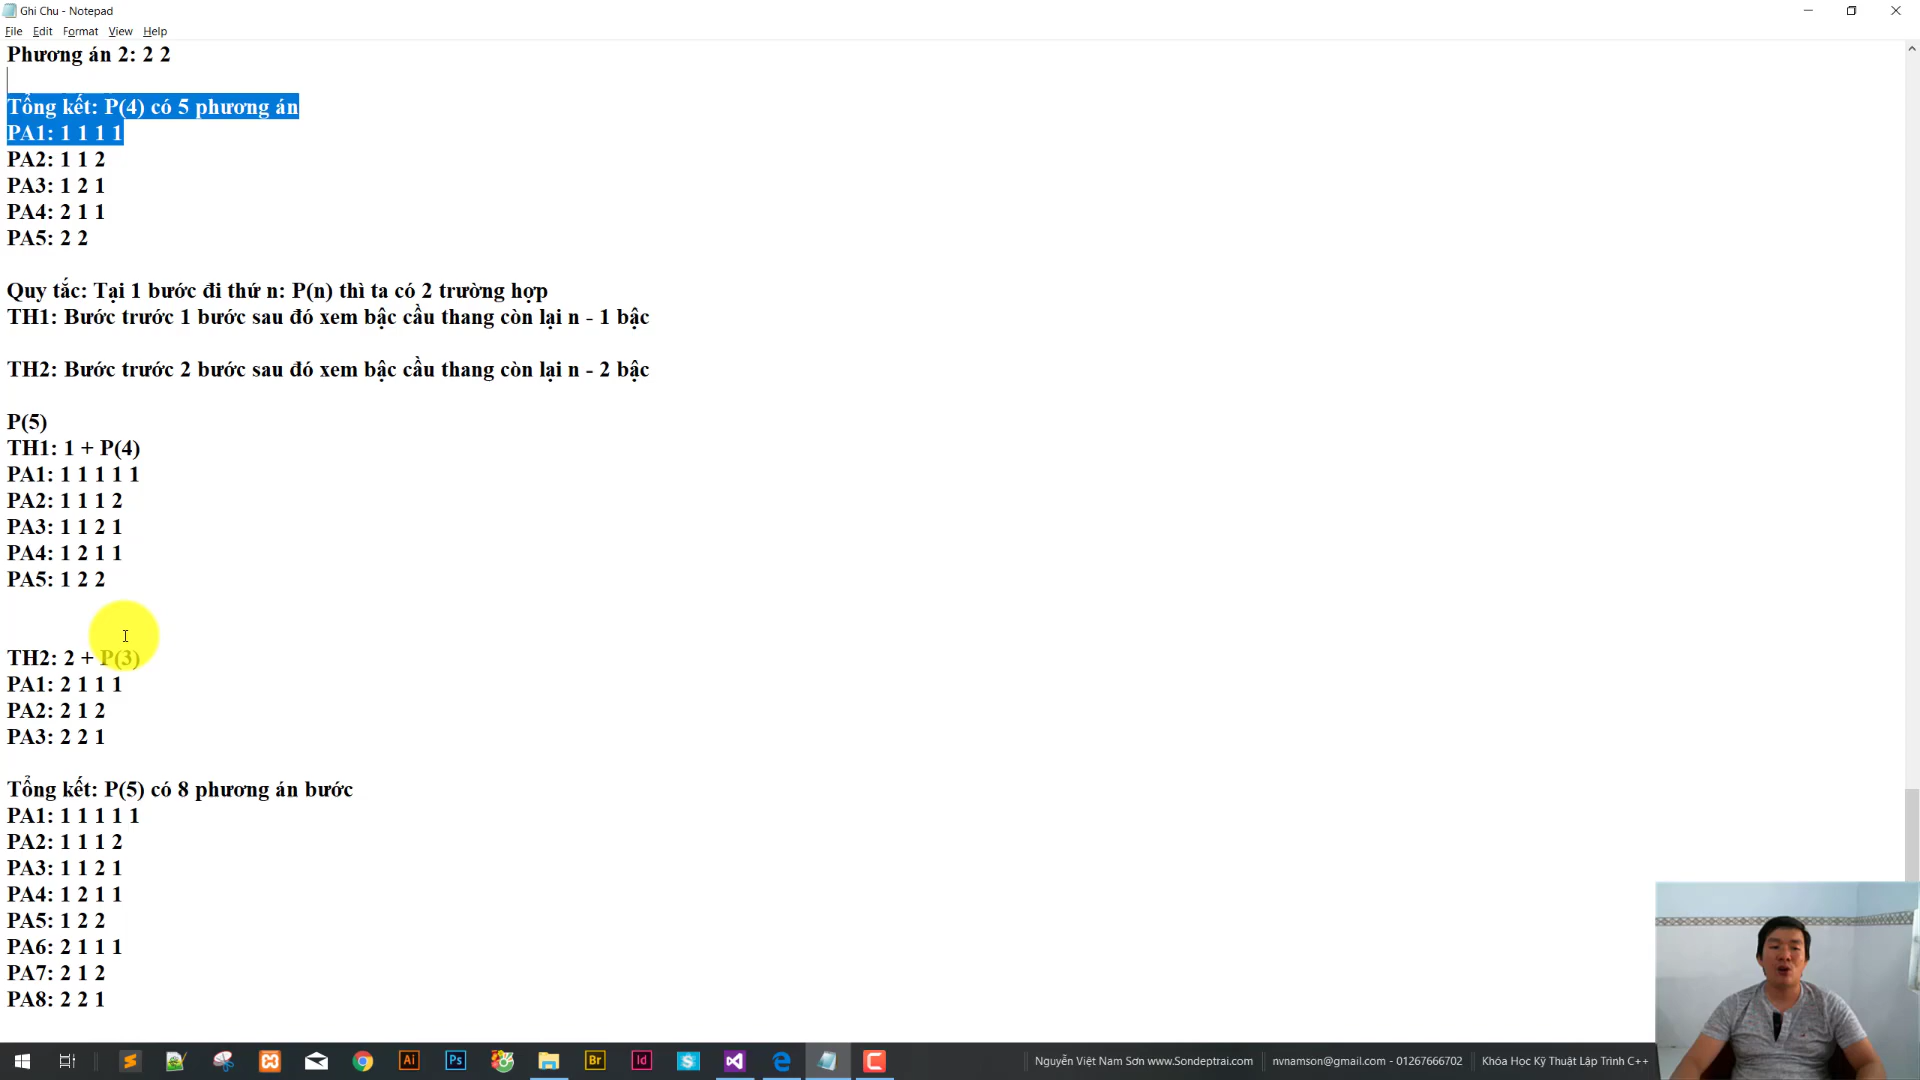 Ghi Chu - Notepad
File Edit Format View Help
Phương án 2: 2 2
Tổng kết: P(4) có 5 phương án
PA1: 1 1 1 1
PA2: 1 1 2
PA3: 1 2 1
PA4: 2 1 1
PA5: 2 2
Quy tắc: Tại 1 bước đi thứ n: P(n) thì ta có 2 trường hợp
TH1: Bước trước 1 bước sau đó xem bậc cầu thang còn lại n - 1 bậc
TH2: Bước trước 2 bước sau đó xem bậc cầu thang còn lại n - 2 bậc
P(5)
TH1: 1 + P(4)
PA1: 1 1 1 1 1
PA2: 1 1 1 2
PA3: 1 1 2 1
PA4: 1 2 1 1
PA5: 1 2 2
TH2: 2 + P(3)
PA1: 2 1 1 1
PA2: 2 1 2
PA3: 2 2 1
Tổng kết: P(5) có 8 phương án bước
PA1: 1 1 1 1 1
PA2: 1 1 1 2
PA3: 1 1 2 1
PA4: 1 2 1 1
PA5: 1 2 2
PA6: 2 1 1 1
PA7: 2 1 2
PA8: 2 2 1
Ai Ps Br Id S C
Nguyễn Việt Nam Sơn www.Sondeptrai.com nvnamson@gmail.com - 01267666702 Khóa Học Kỹ Thuật Lập Trình C++